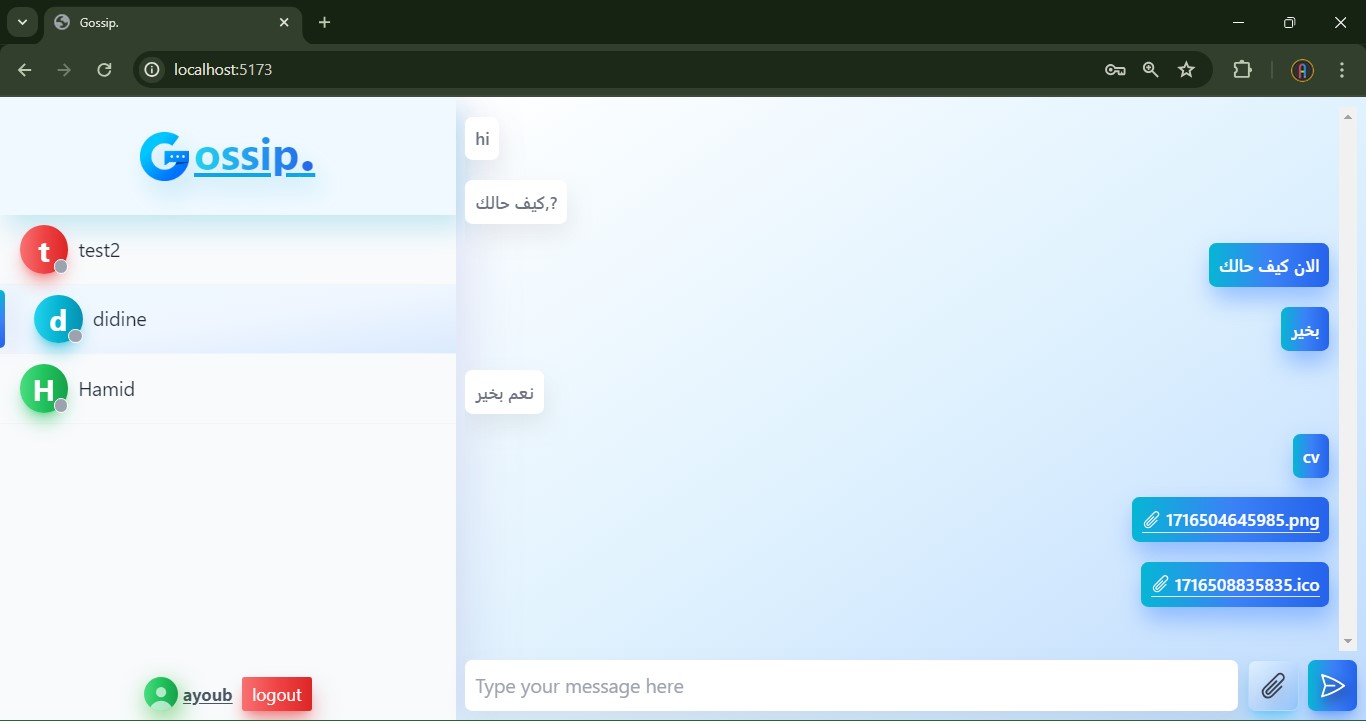 Gossip.
localhost:5173
Gossip.
t
test2
d
didine
H
Hamid
ayoub
logout
hi
كيف حالك,?
الان كيف حالك
بخير
نعم بخير
cv
1716504645985.png
1716508835835.ico
Type your message here